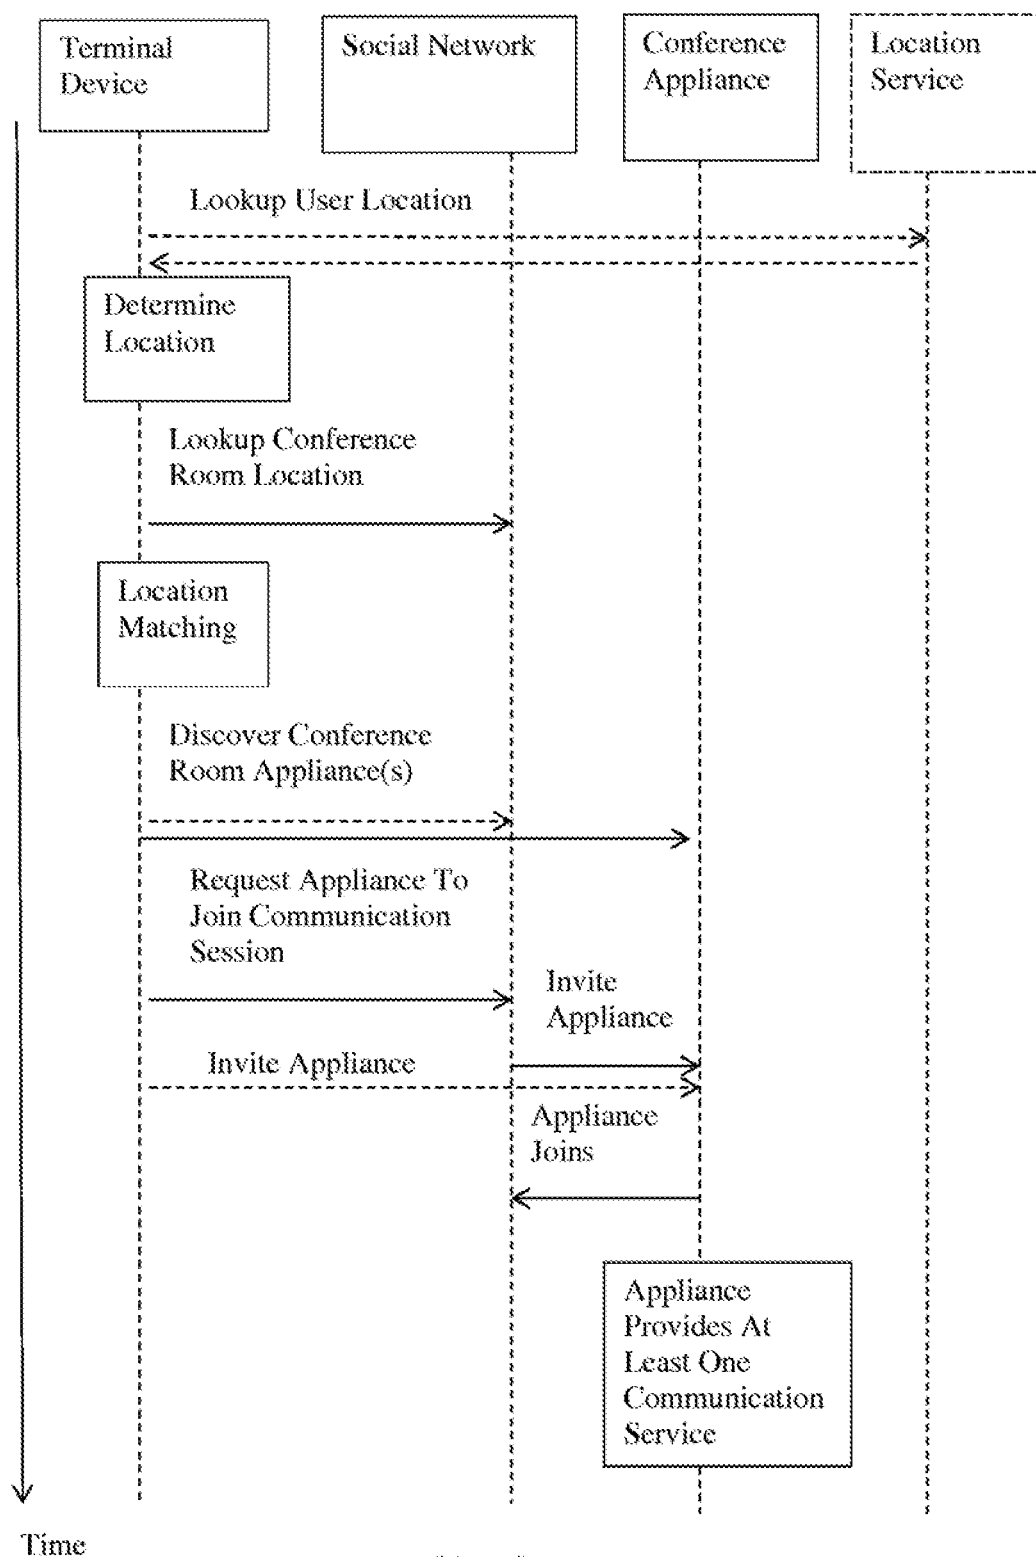 Terminal
Device
Social Network
Conference
Appliance
Location
Service
Lookup User Location
Determine
Location
Lookup Conference
Room Location
Location
Matching
Discover Conference
Room Appliance(s)
Request Appliance To
Join Communication
Session
Invite
Appliance
Invite Appliance
Appliance
Joins
Appliance
Provides At
Least One
Communication
Service
Time